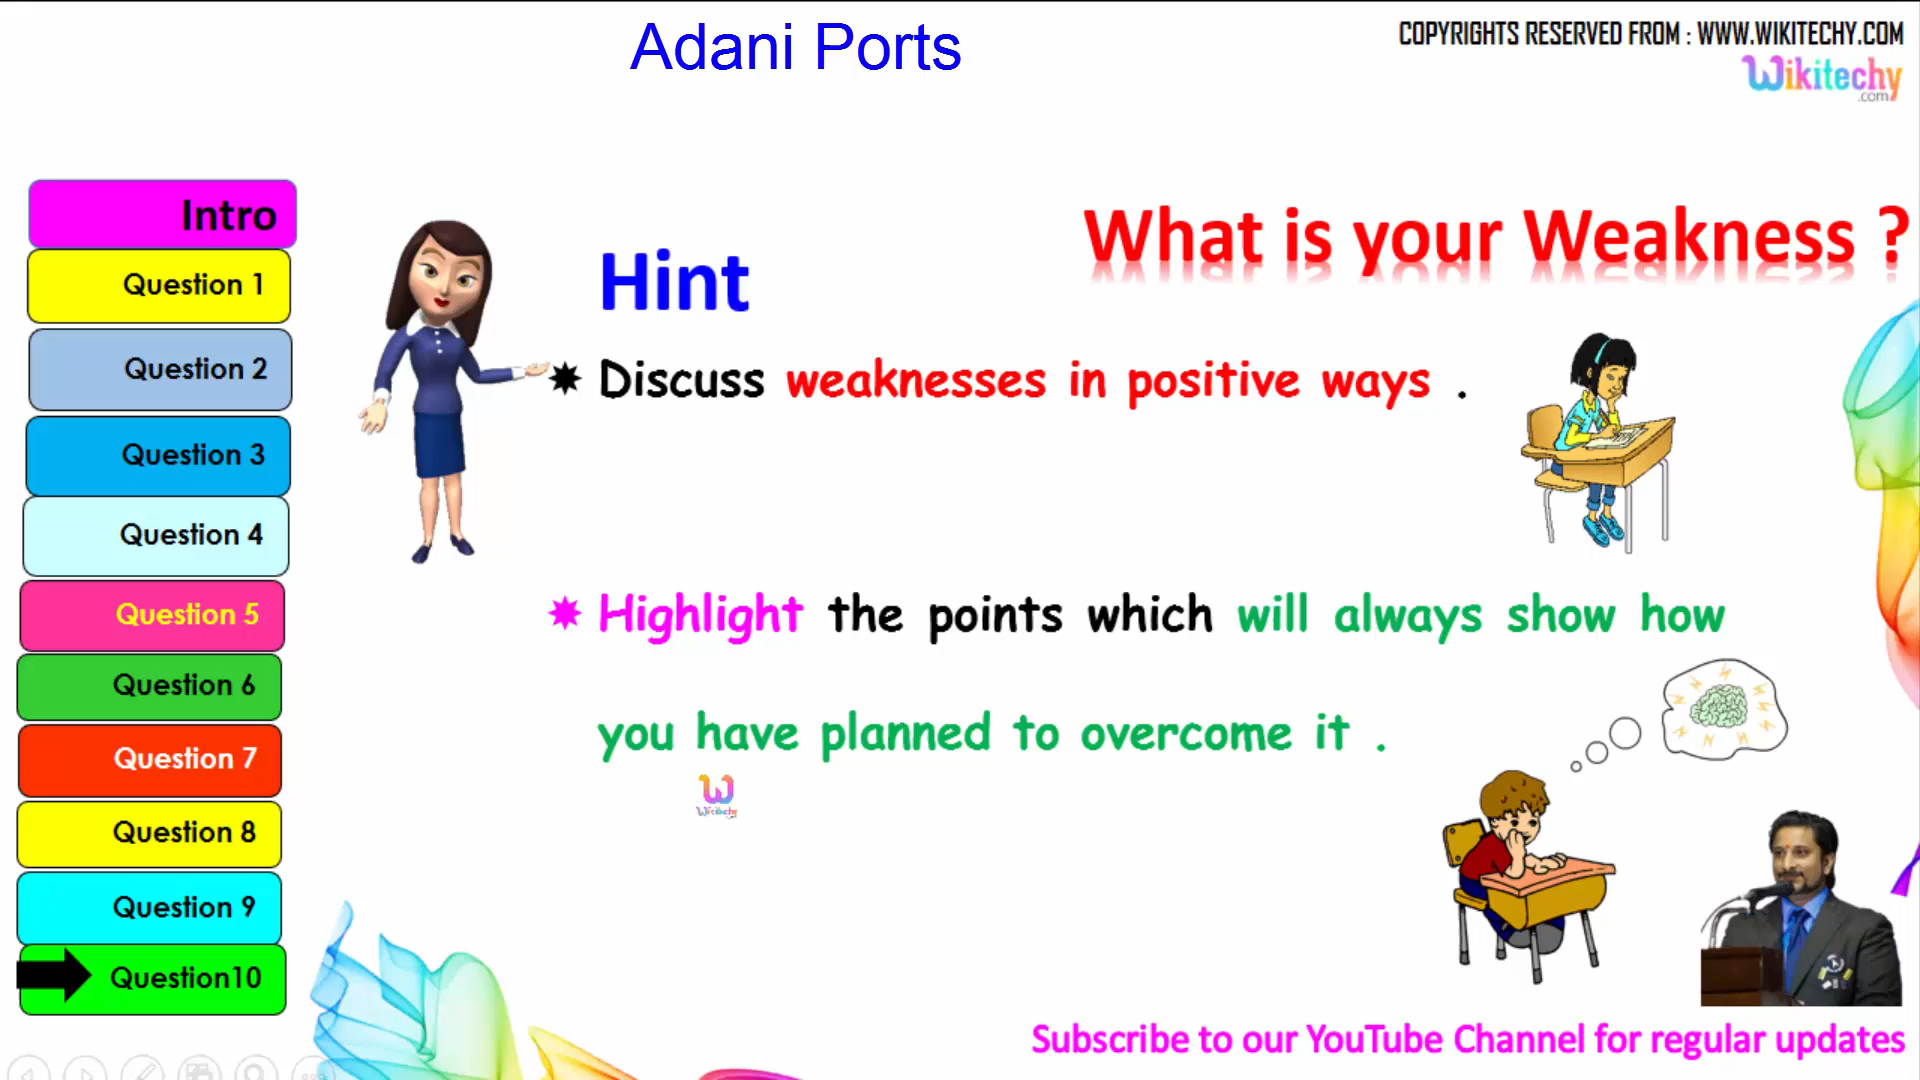 Adani Ports
COPYRIGHTS RESERVED FROM : WWW.WIKITECHY.COM
Wikitechy
.com
Intro
Question 1
Question 2
Question 3
Question 4
Question 5
Question 6
Question 7
Question 8
Question 9
Question10
What is your Weakness ?
Hint
Discuss weaknesses in positive ways .
Highlight the points which will always show how
you have planned to overcome it .
W
Wikitechy
Subscribe to our YouTube Channel for regular updates